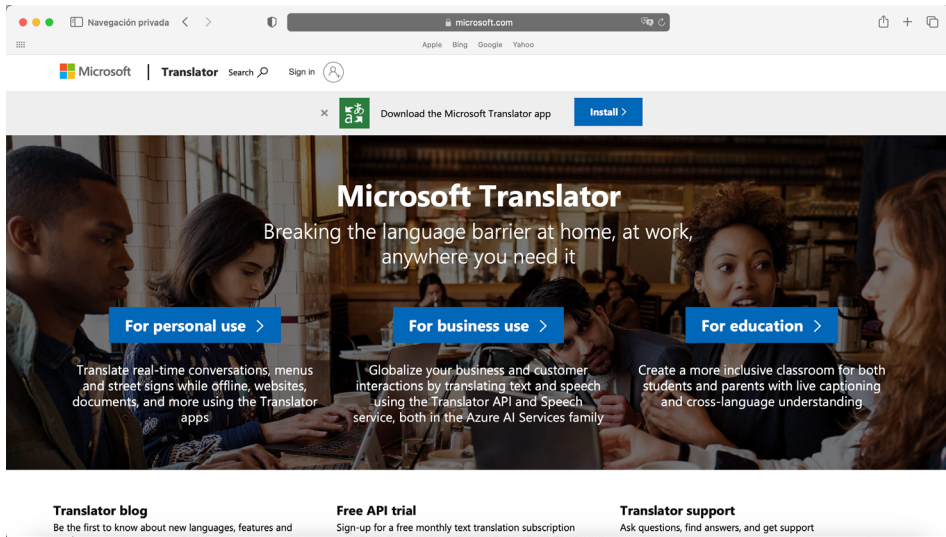 Navegación privada
microsoft.com
Apple Bing Google Yahoo
Microsoft Translator Search Sign in
あ a
Download the Microsoft Translator app Install >
Microsoft Translator
Breaking the language barrier at home, at work,
anywhere you need it
For personal use >
Translate real-time conversations, menus
and street signs while offline, websites,
documents, and more using the Translator
apps
For business use >
Globalize your business and customer
interactions by translating text and speech
using the Translator API and Speech
service, both in the Azure AI Services family
For education >
Create a more inclusive classroom for both
students and parents with live captioning
and cross-language understanding
Translator blog
Be the first to know about new languages, features and
Free API trial
Sign-up for a free monthly text translation subscription
Translator support
Ask questions, find answers, and get support